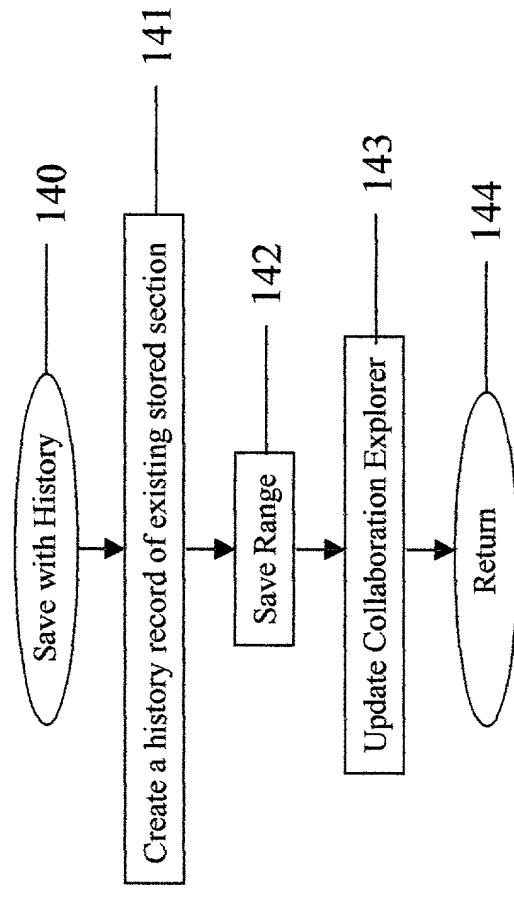 Save with History
140
Create a history record of existing stored section
141
Save Range
142
Update Collaboration Explorer
143
Return
144